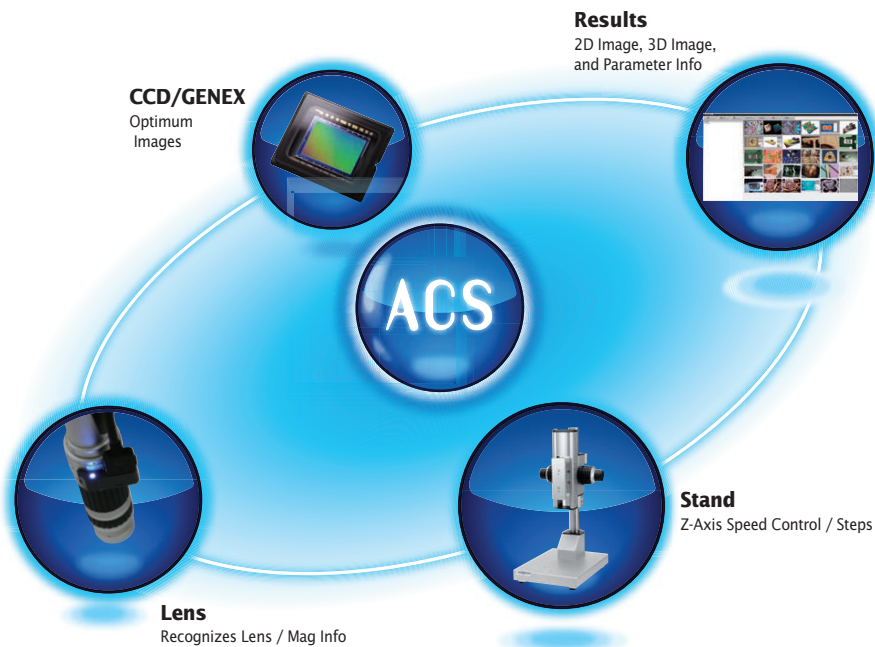 Results
2D Image, 3D Image,
and Parameter Info
CCD/GENEX
Optimum
Images
ACS
Stand
Z-Axis Speed Control / Steps
Lens
Recognizes Lens / Mag Info